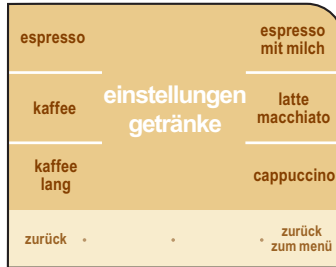 espresso
espresso
mit milch
einstellungen
getränke
kaffee
latte
macchiato
kaffee
lang
cappuccino
zurück
zurück
zum menü